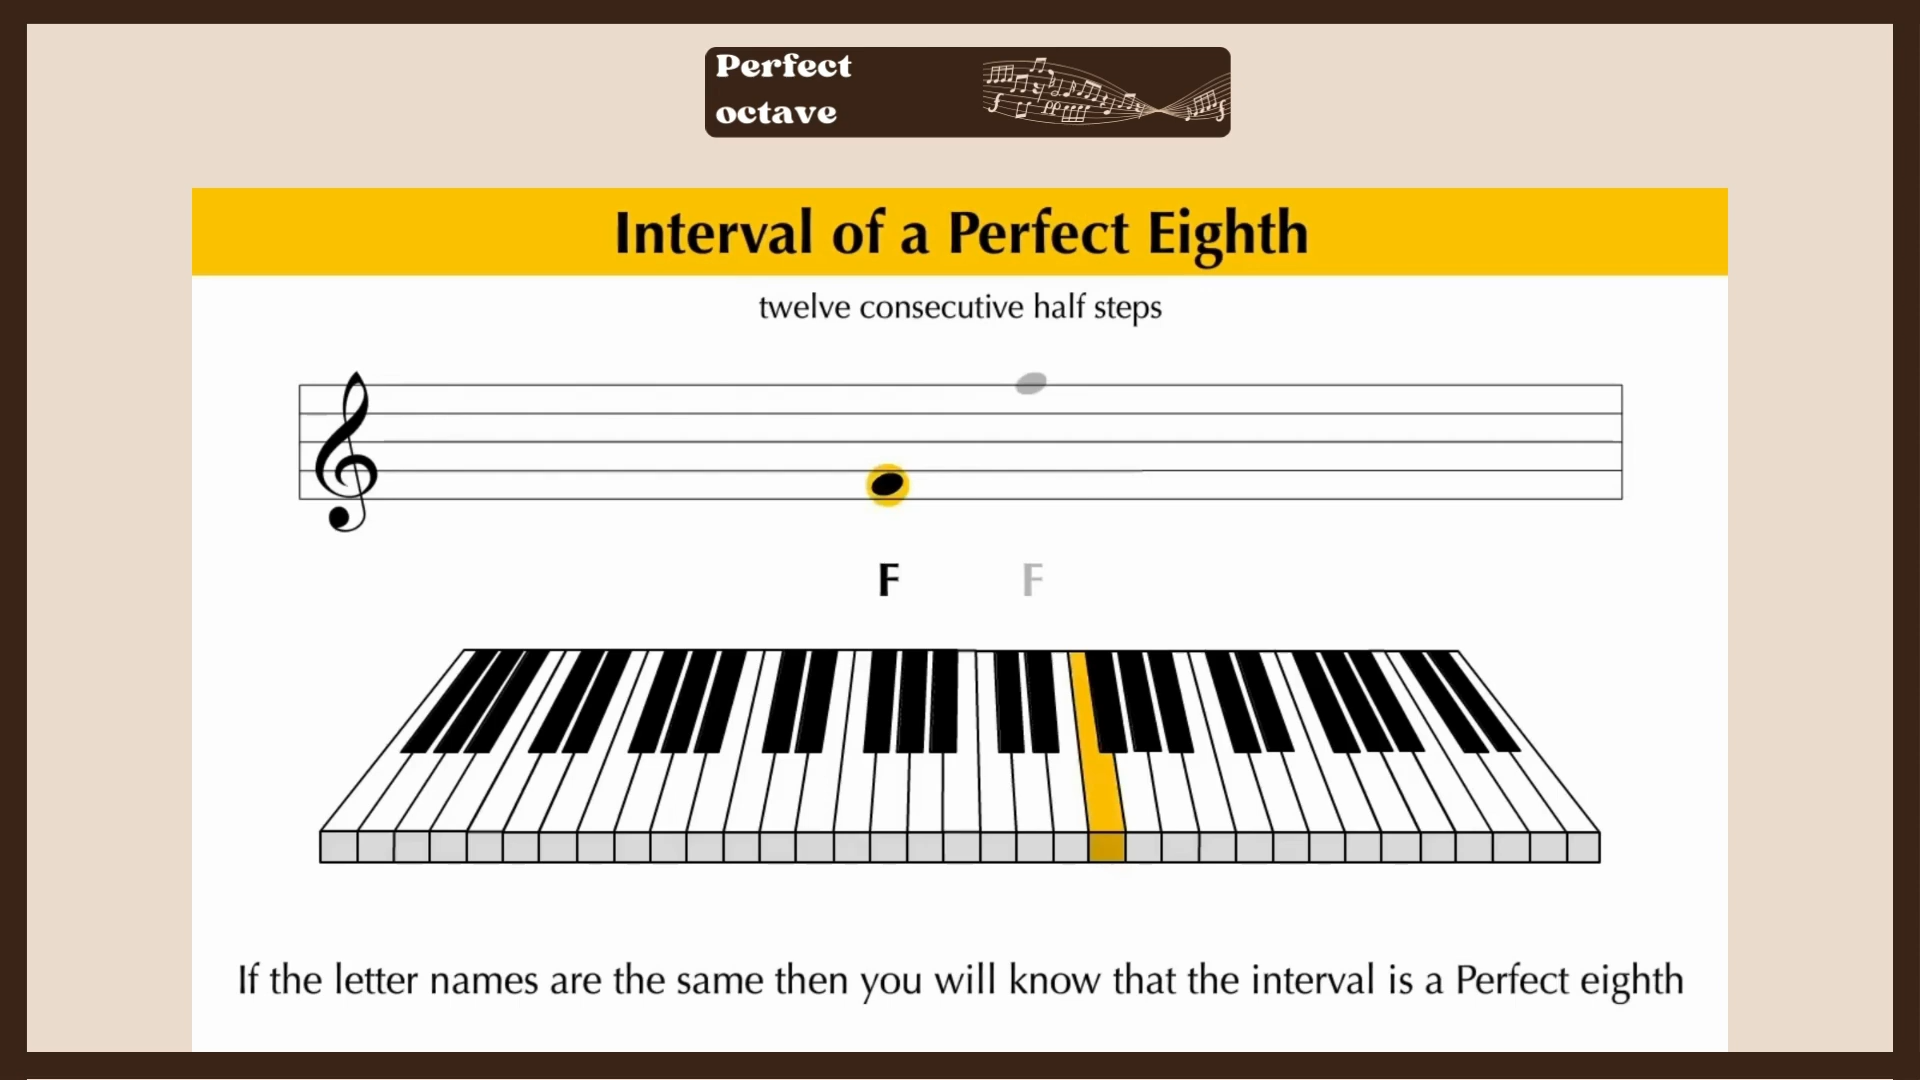 Perfect
octave
Interval of a Perfect Eighth
twelve consecutive half steps
F F
If the letter names are the same then you will know that the interval is a Perfect eighth